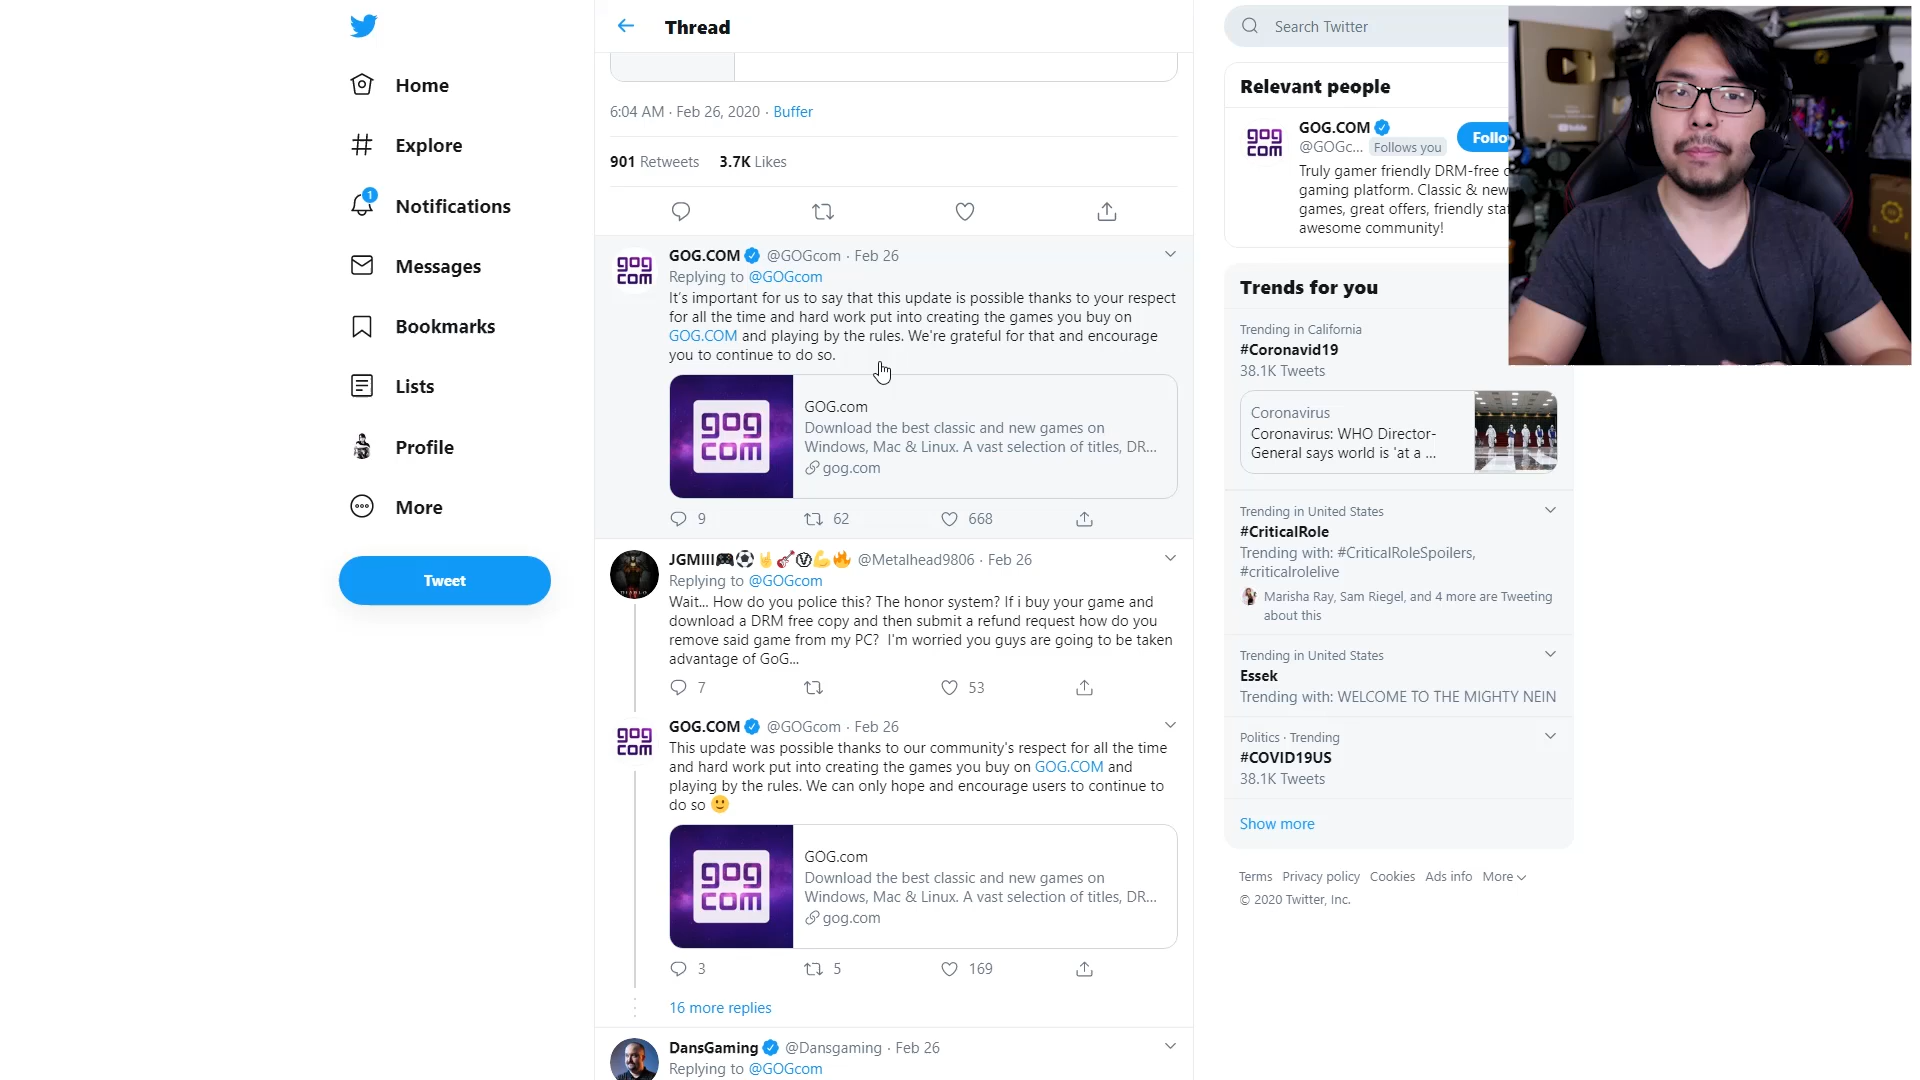 Home
Explore
1
Notifications
Messages
Bookmarks
Lists
Profile
More
Tweet
Thread
6:04 AM · Feb 26, 2020 · Buffer
901 Retweets 3.7K Likes
GOG.COM @GOGcom · Feb 26
Replying to @GOGcom
It's important for us to say that this update is possible thanks to your respect
for all the time and hard work put into creating the games you buy on
GOG.COM and playing by the rules. We're grateful for that and encourage
you to continue to do so.
gog
com
GOG.com
Download the best classic and new games on
Windows, Mac & Linux. A vast selection of titles, DR...
gog.com
9 62 668
JGMIII🎮⚽🤘🎸Ⓥ💪🔥 @Metalhead9806 · Feb 26
Replying to @GOGcom
Wait... How do you police this? The honor system? If i buy your game and
download a DRM free copy and then submit a refund request how do you
remove said game from my PC?  I'm worried you guys are going to be taken
advantage of GoG...
7 53
gog
com
GOG.COM @GOGcom · Feb 26
This update was possible thanks to our community's respect for all the time
and hard work put into creating the games you buy on GOG.COM and
playing by the rules. We can only hope and encourage users to continue to
do so 🙂
gog
com
GOG.com
Download the best classic and new games on
Windows, Mac & Linux. A vast selection of titles, DR...
gog.com
3 5 169
16 more replies
DansGaming @Dansgaming · Feb 26
Replying to @GOGcom
Search Twitter
Relevant people
gog
com
GOG.COM
@GOGc... Follows you
Follo
Truly gamer friendly DRM-free
gaming platform. Classic & new
games, great offers, friendly
awesome community!
Trends for you
Trending in California
#Coronavid19
38.1K Tweets
Coronavirus
Coronavirus: WHO Director-
General says world is 'at a ...
Trending in United States
#CriticalRole
Trending with: #CriticalRoleSpoilers,
#criticalrolelive
Marisha Ray, Sam Riegel, and 4 more are Tweeting
about this
Trending in United States
Essek
Trending with: WELCOME TO THE MIGHTY NEIN
Politics · Trending
#COVID19US
38.1K Tweets
Show more
Terms Privacy policy Cookies Ads info More
© 2020 Twitter, Inc.